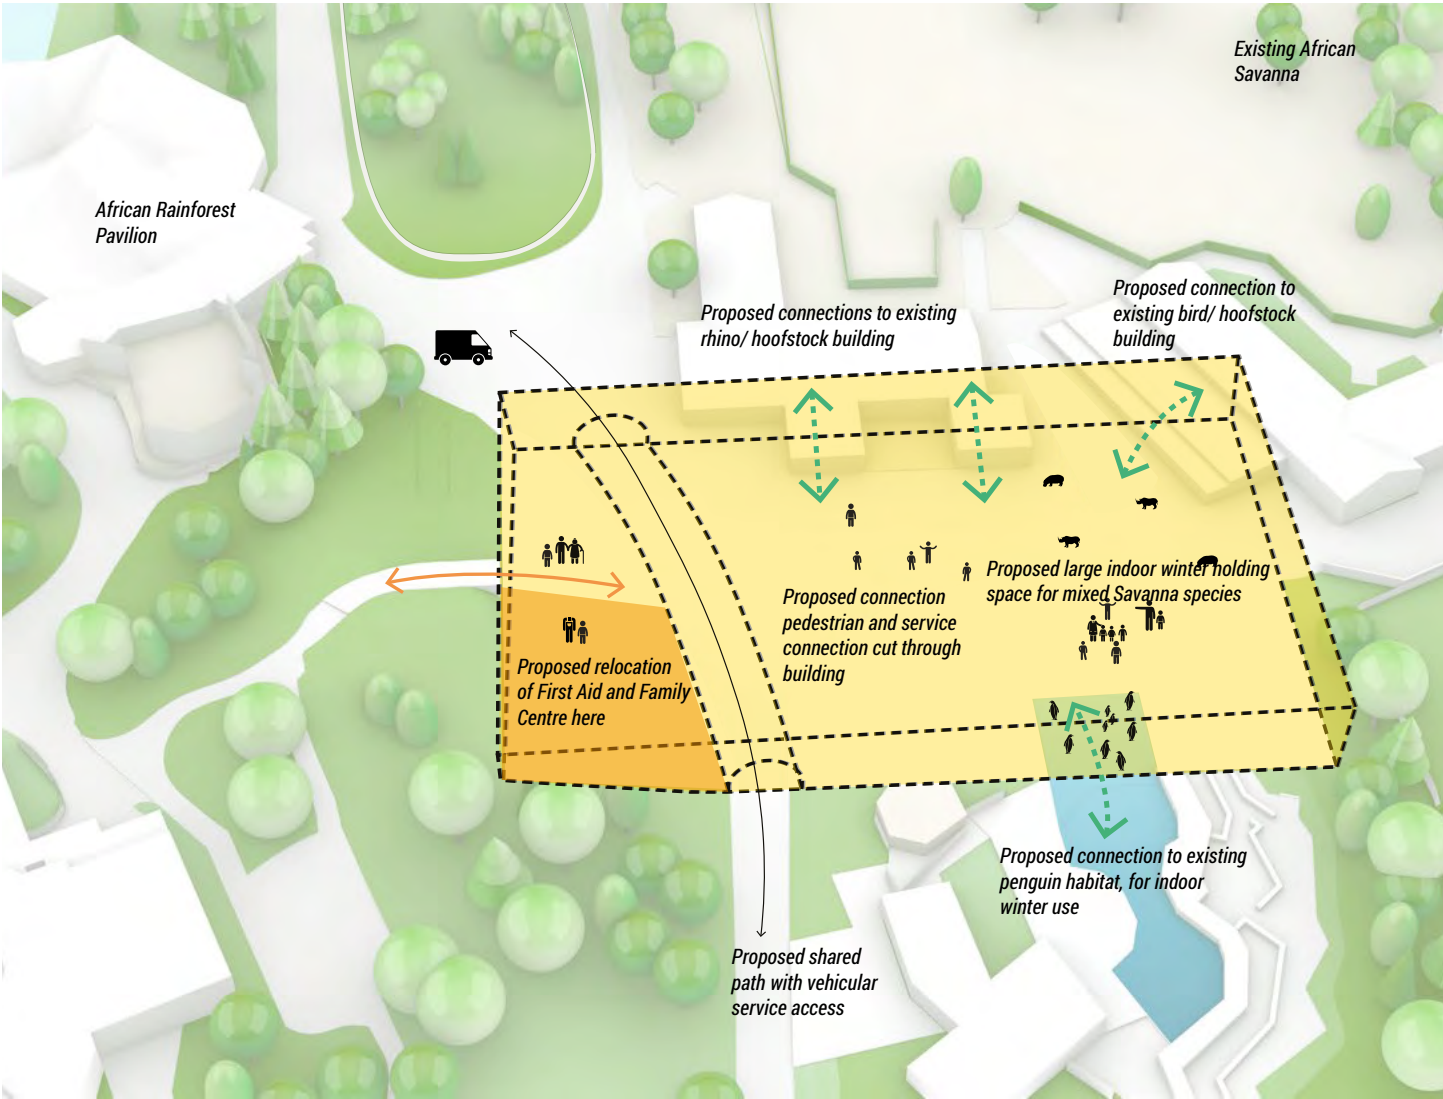 Existing African
Savanna
African Rainforest
Pavilion
Proposed connections to existing
rhino/ hoofstock building
Proposed connection to
existing bird/ hoofstock
building
Proposed large indoor winter holding
space for mixed Savanna species
Proposed connection
pedestrian and service
connection cut through
building
Proposed relocation
of First Aid and Family
Centre here
Proposed connection to existing
penguin habitat, for indoor
winter use
Proposed shared
path with vehicular
service access